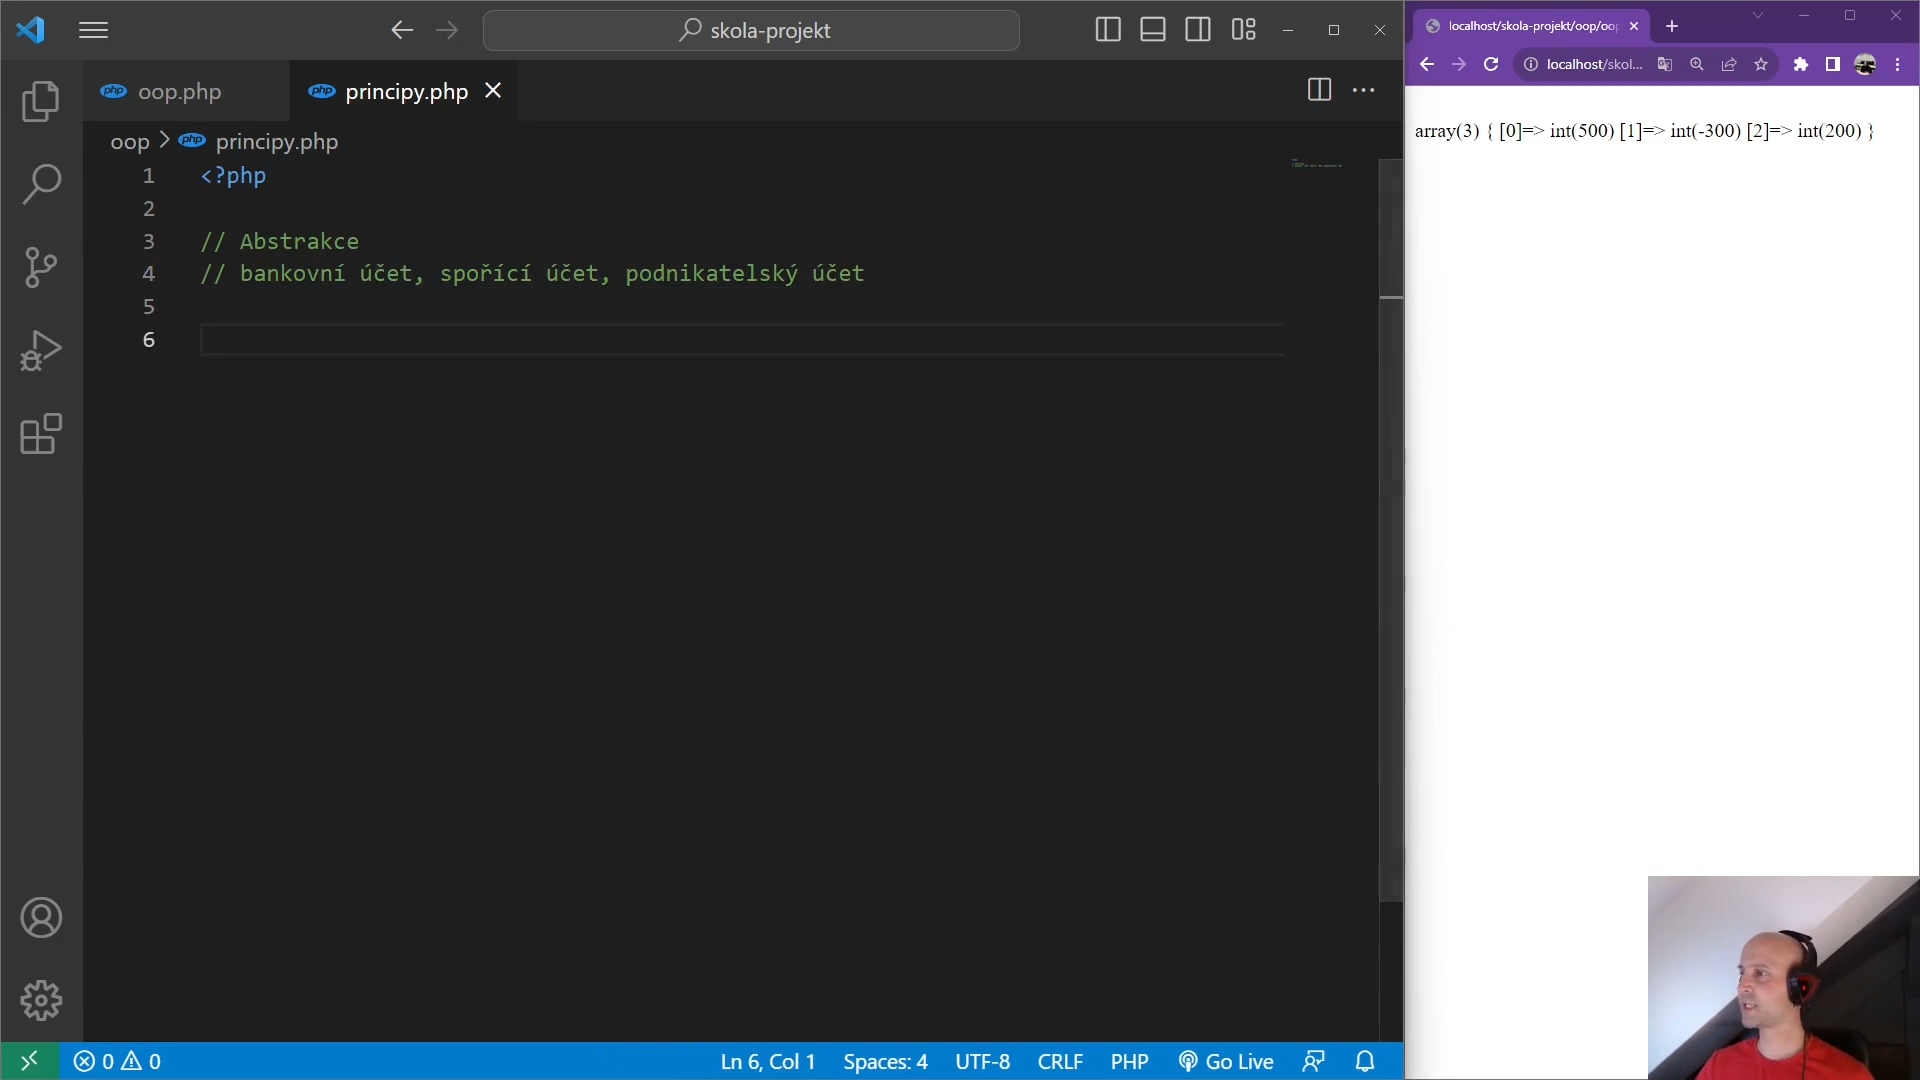 skola-projekt
oop.php
principy.php
oop > principy.php
1 <?php
2
3 // Abstrakce
4 // bankovní účet, spořící účet, podnikatelský účet
5
6
0 0
Ln 6, Col 1
Spaces: 4
UTF-8
CRLF
PHP
Go Live
localhost/skola-projekt/oop/oop
localhost/skol...
array(3) { [0]=> int(500) [1]=> int(-300) [2]=> int(200) }